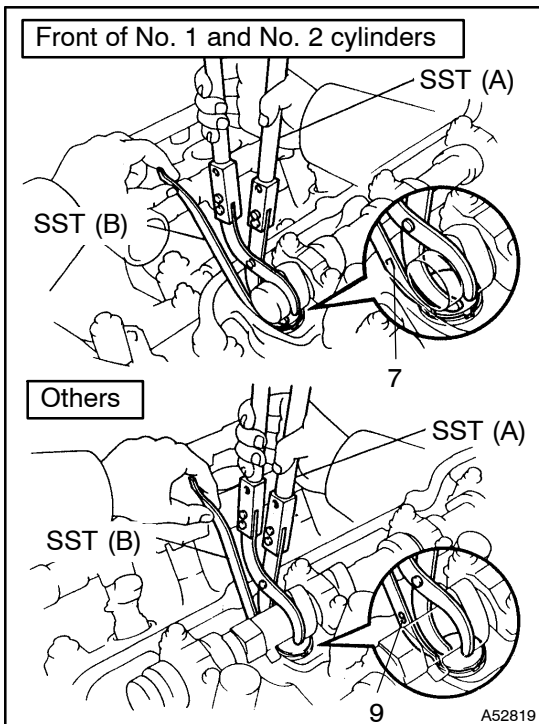 Front of No. 1 and No. 2 cylinders
SST (A)
SST (B)
7
Others
SST (A)
SST (B)
9
A52819